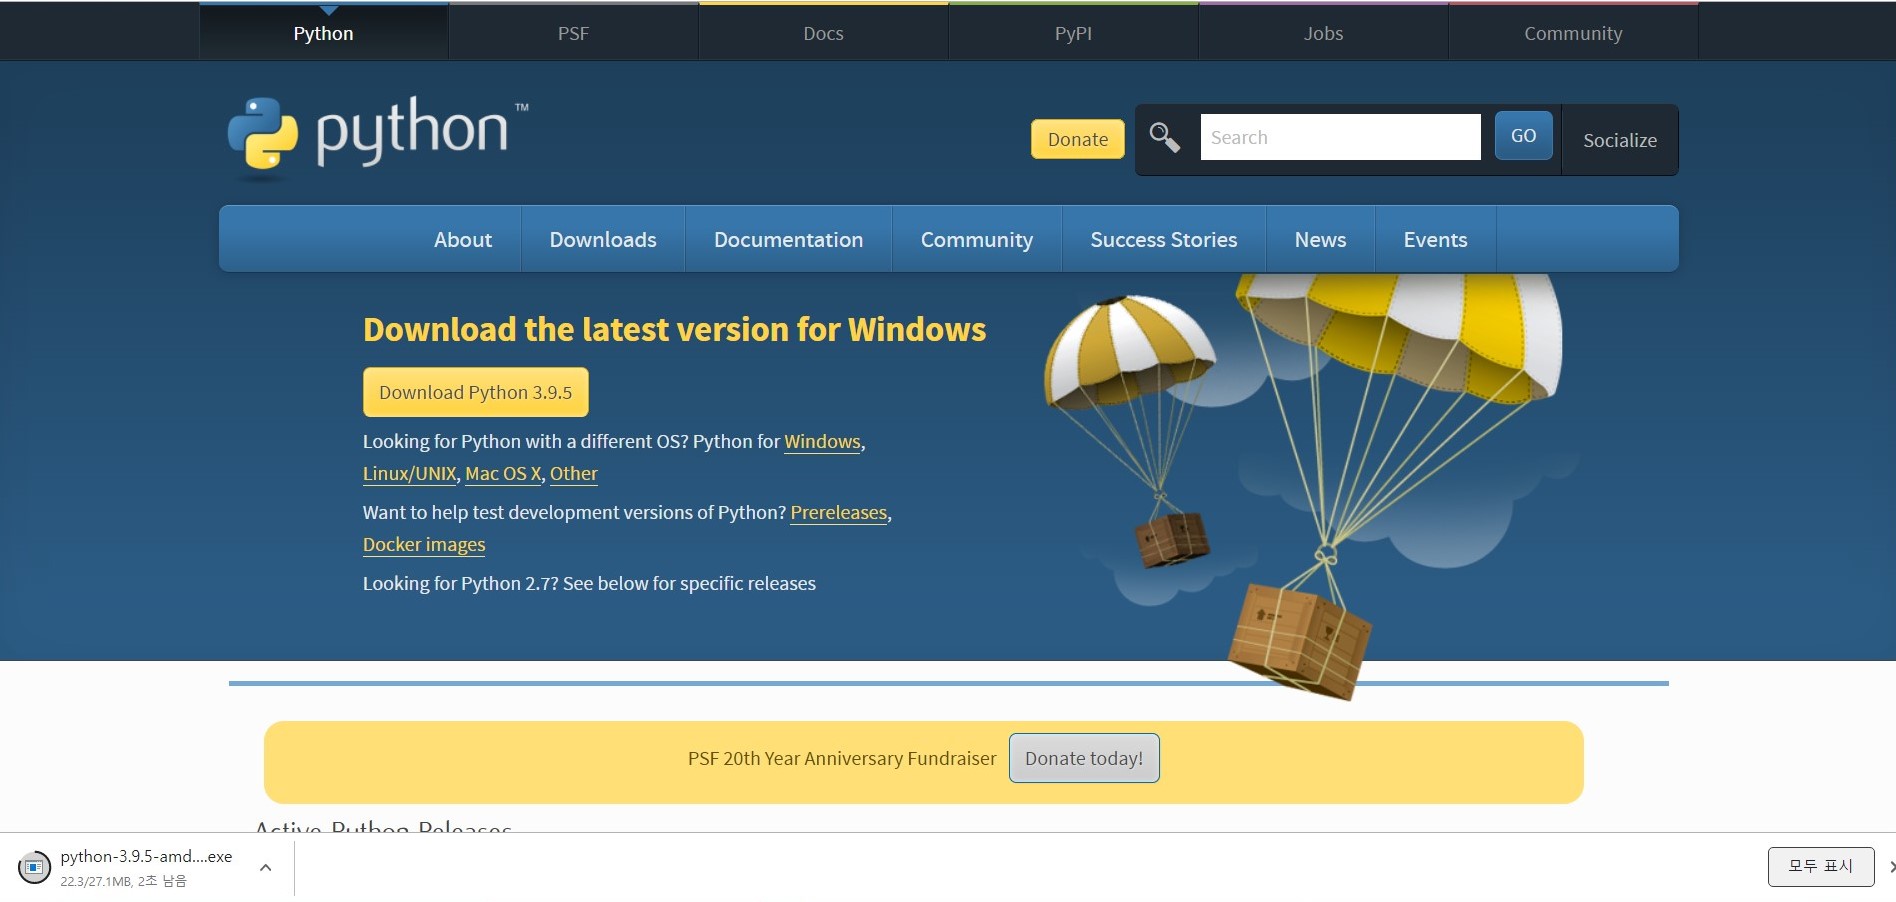 Python PSF Docs PyPI Jobs Community
python™
Donate Search GO Socialize
About Downloads Documentation Community Success Stories News Events
Download the latest version for Windows
Download Python 3.9.5
Looking for Python with a different OS? Python for Windows,
Linux/UNIX, Mac OS X, Other
Want to help test development versions of Python? Prereleases,
Docker images
Looking for Python 2.7? See below for specific releases
PSF 20th Year Anniversary Fundraiser Donate today!
Active Python Releases
python-3.9.5-amd....exe
22.3/27.1MB, 2초 남음
모두 표시